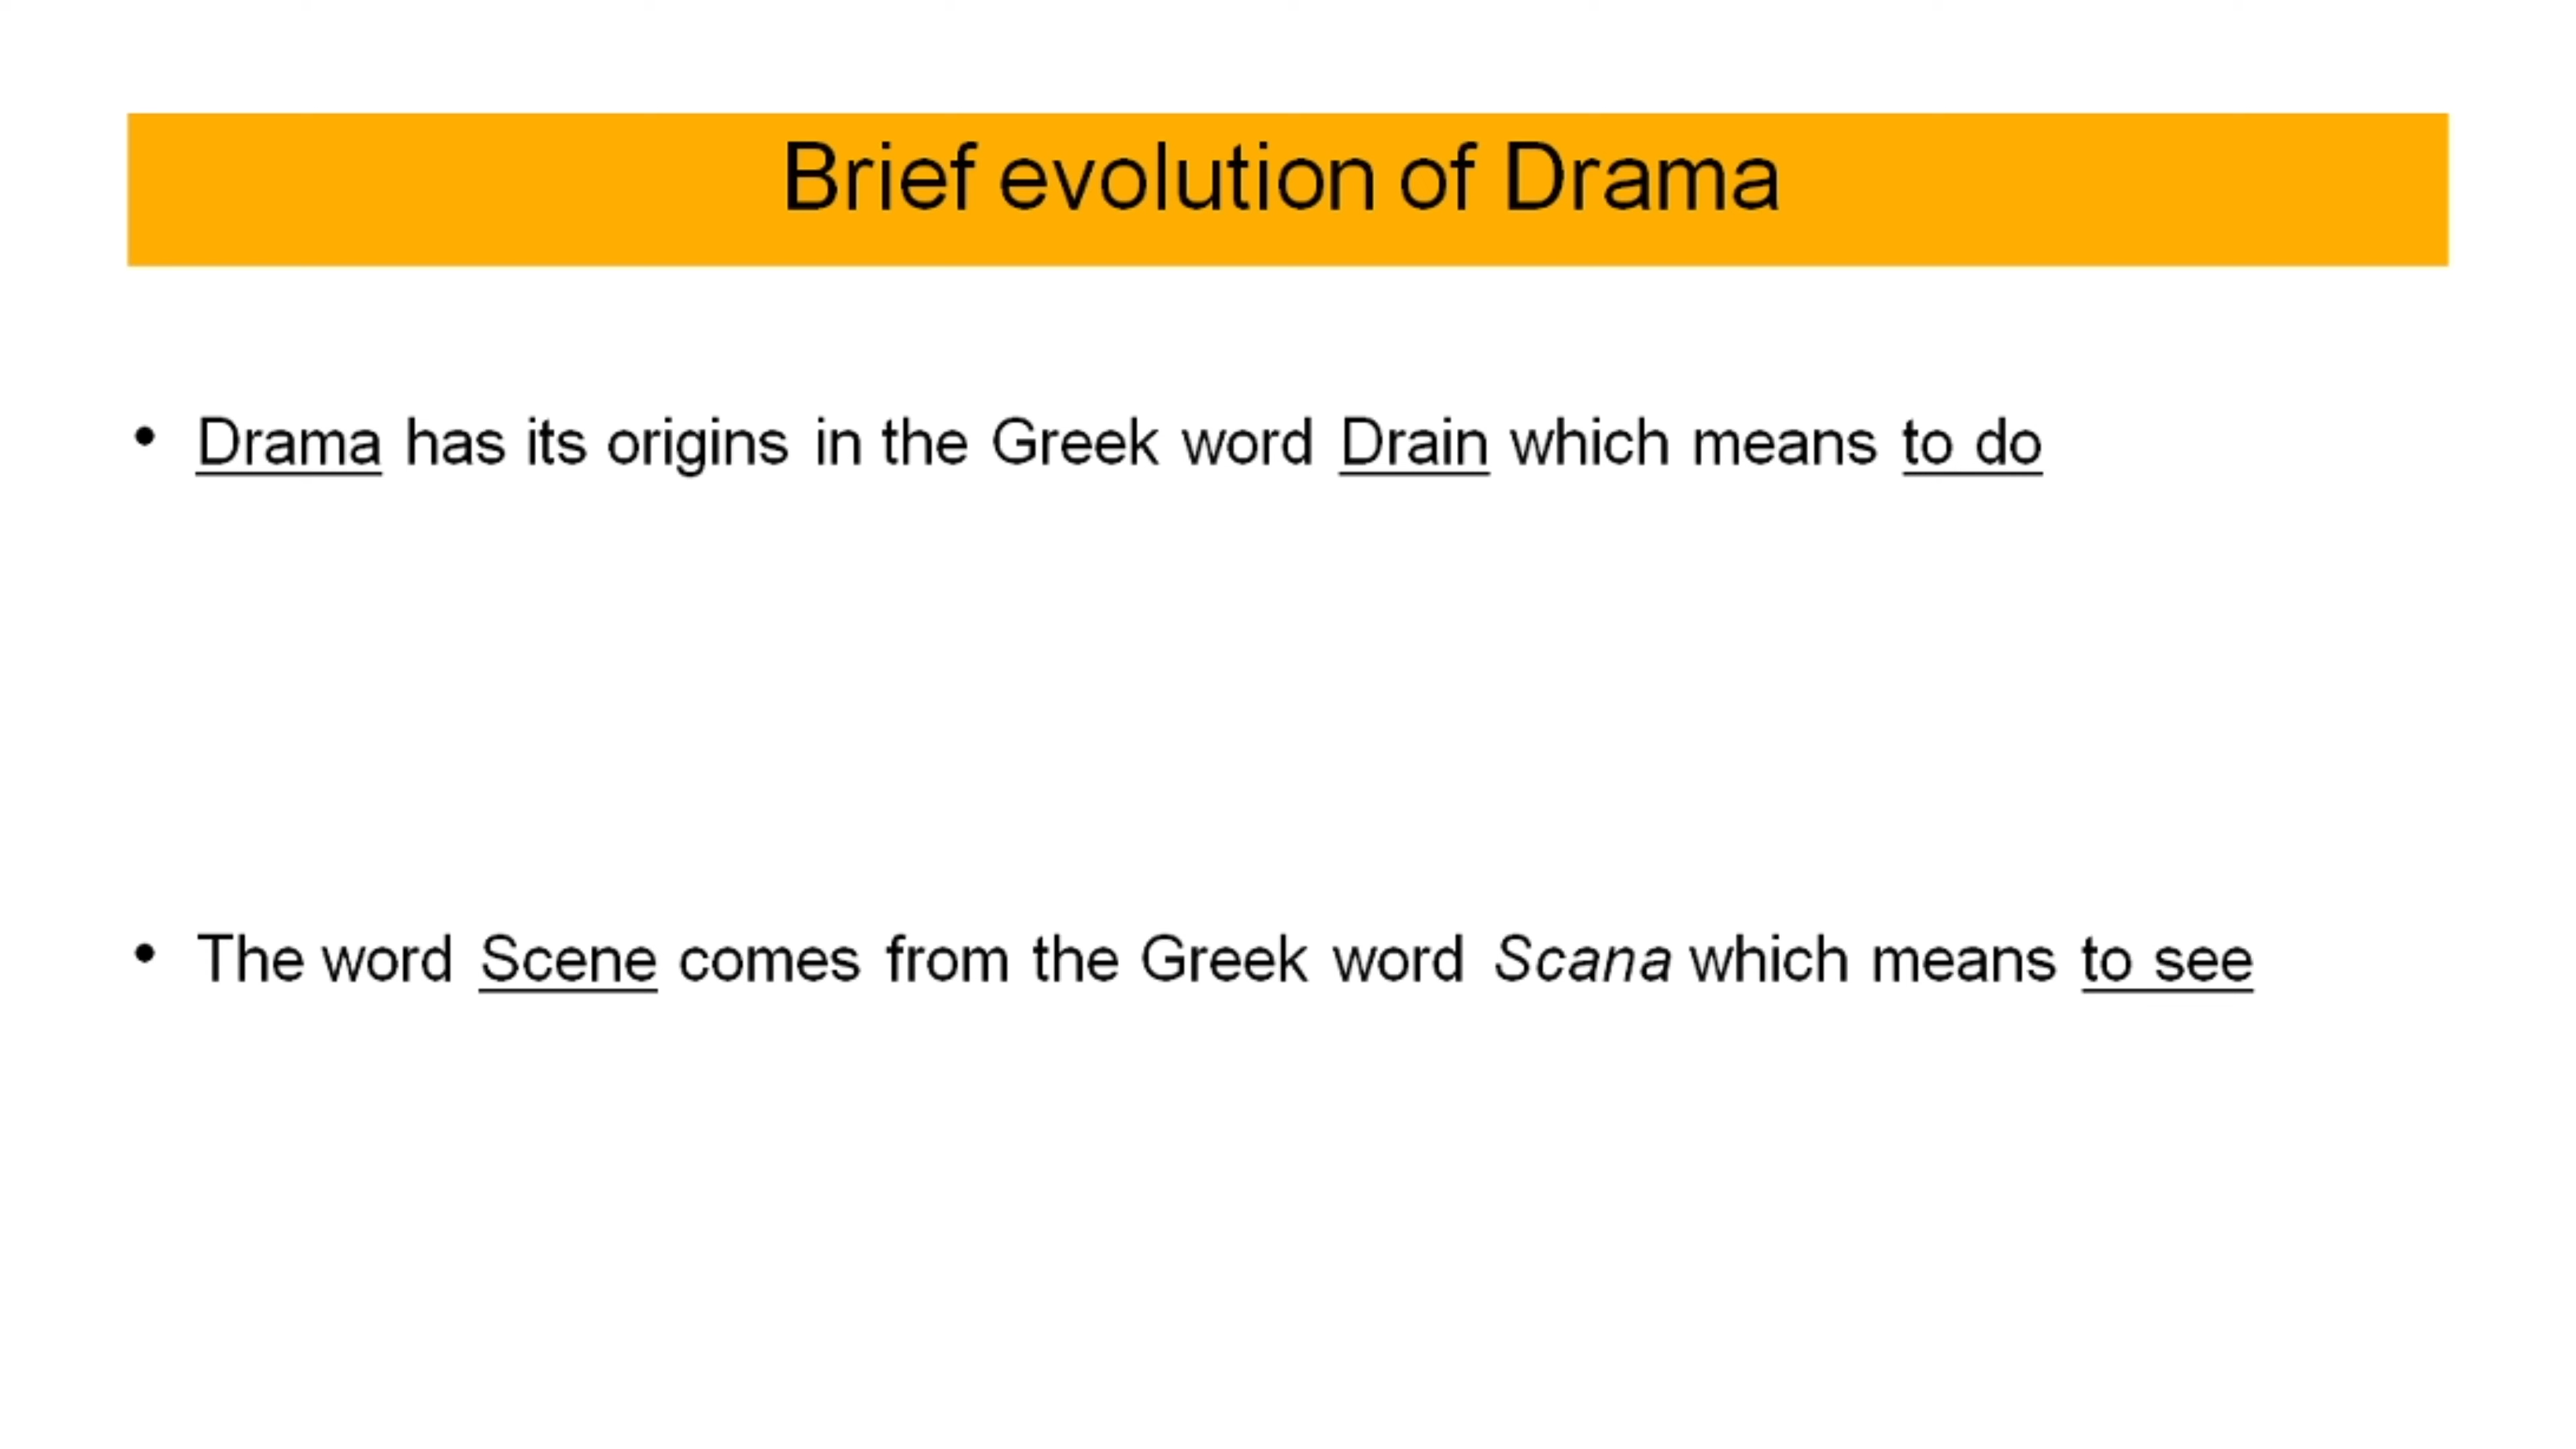 Brief evolution of Drama
• Drama has its origins in the Greek word Drain which means to do
• The word Scene comes from the Greek word Scana which means to see